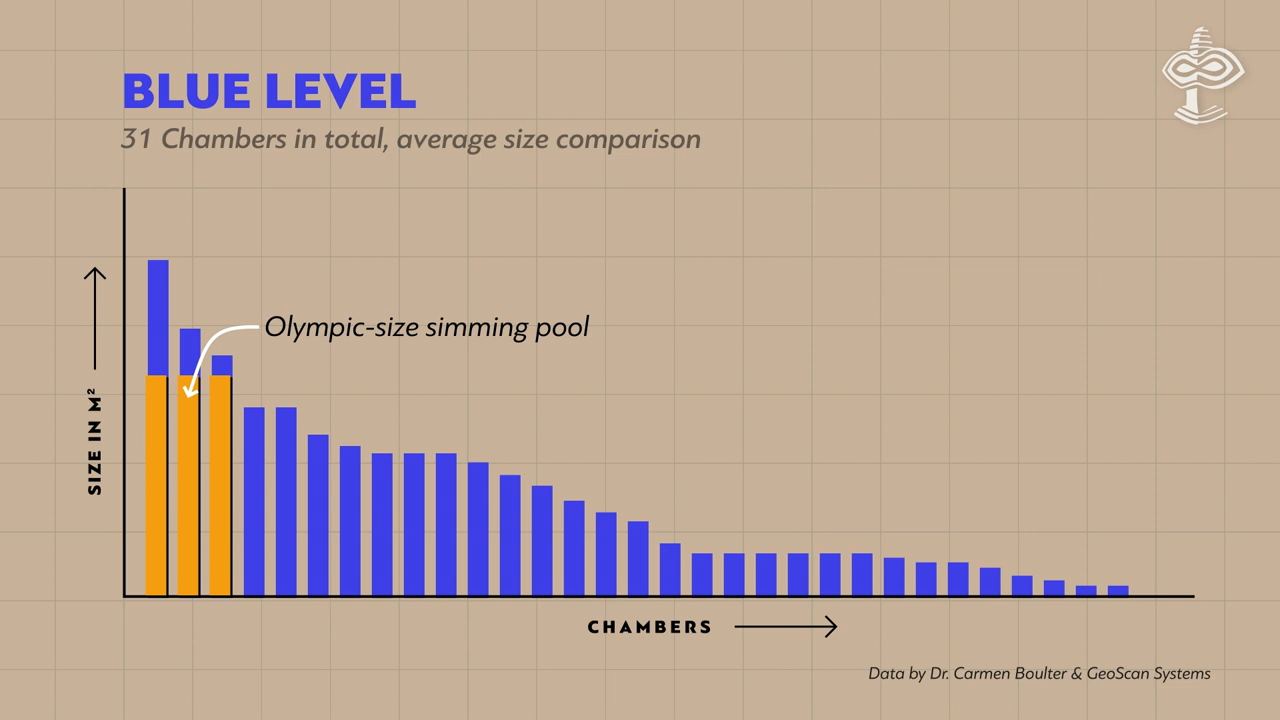 BLUE LEVEL
31 Chambers in total, average size comparison
Olympic-size simming pool
SIZE IN M²
CHAMBERS
Data by Dr. Carmen Boulter & GeoScan Systems